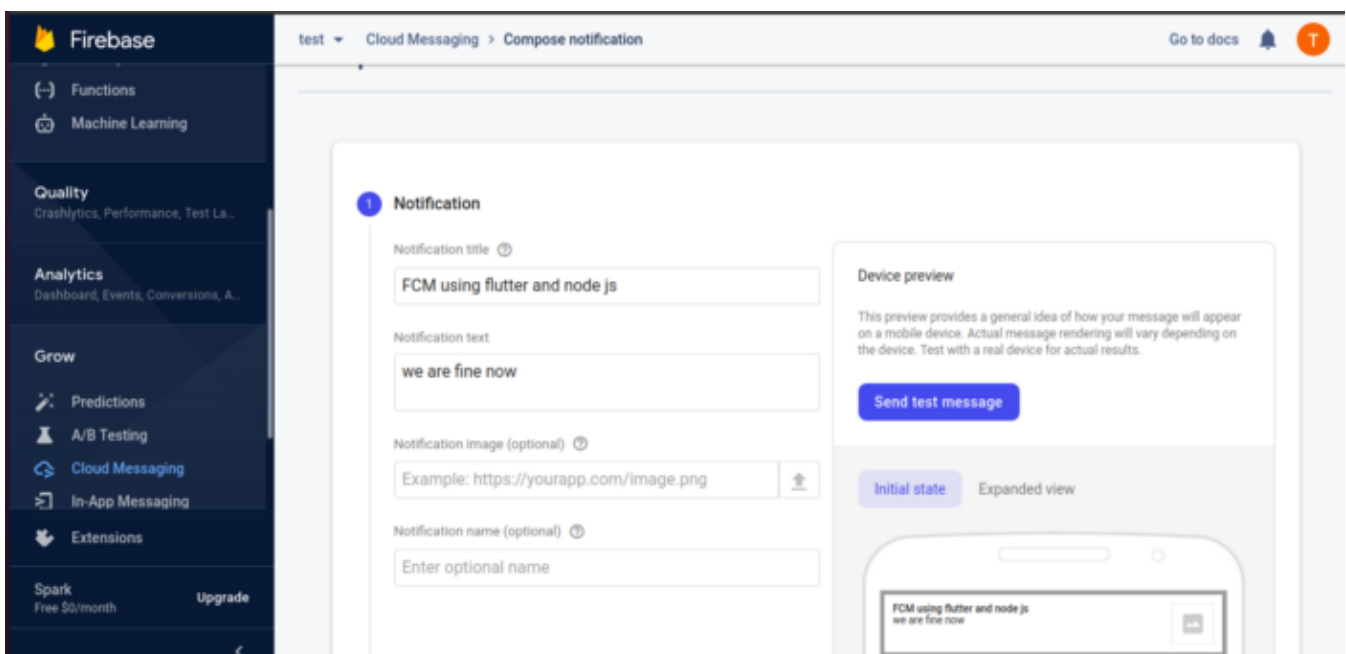 Firebase
test Cloud Messaging > Compose notification
Go to docs
T
Functions
Machine Learning
Quality
Crashlytics, Performance, Test La...
Analytics
Dashboard, Events, Conversions, A...
Grow
Predictions
A/B Testing
Cloud Messaging
In-App Messaging
Extensions
Spark
Free $0/month
Upgrade
1 Notification
Notification title
FCM using flutter and node js
Notification text
we are fine now
Notification image (optional)
Example: https://yourapp.com/image.png
Notification name (optional)
Enter optional name
Device preview
This preview provides a general idea of how your message will appear
on a mobile device. Actual message rendering will vary depending on
the device. Test with a real device for actual results.
Send test message
Initial state
Expanded view
FCM using flutter and node js
we are fine now